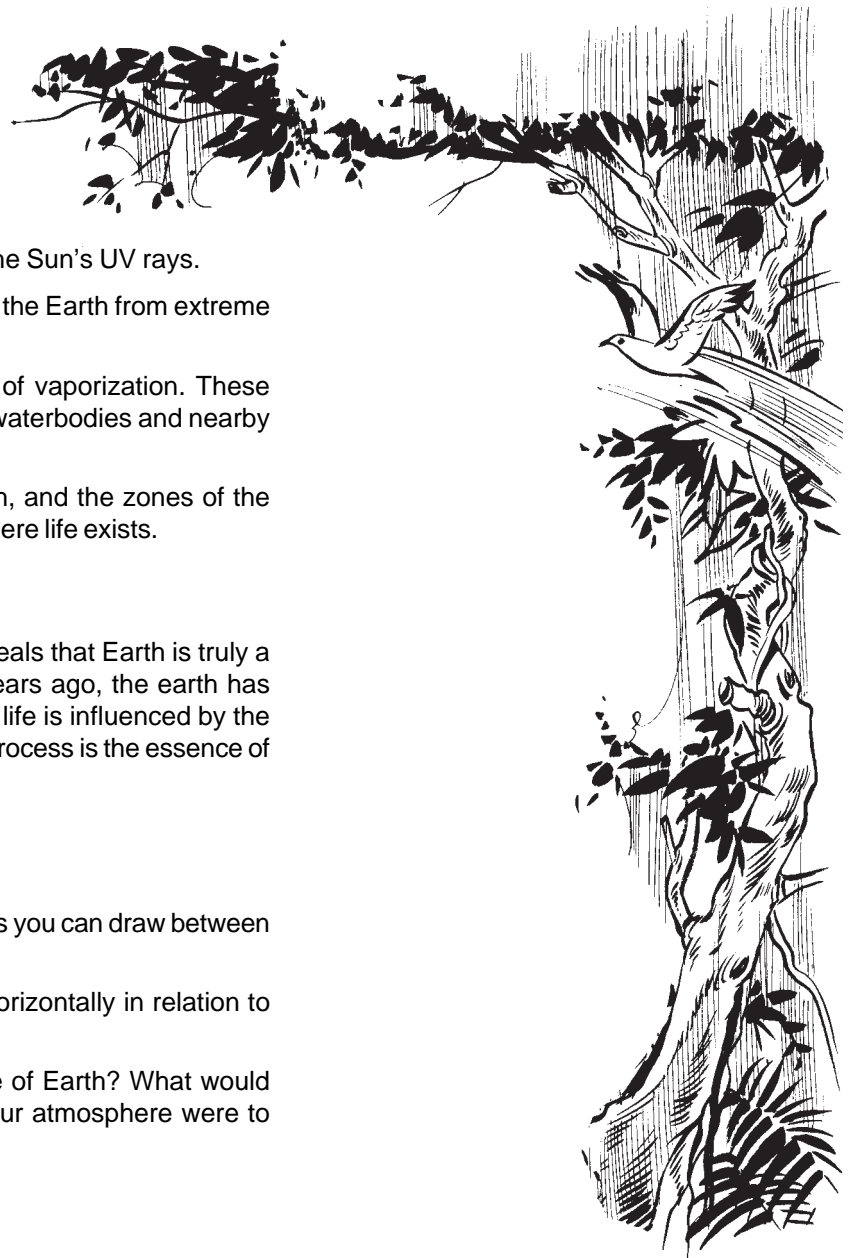 he Sun's UV rays.
the Earth from extreme
of vaporization. These
waterbodies and nearby
n, and the zones of the
ere life exists.
eals that Earth is truly a
ears ago, the earth has
life is influenced by the
rocess is the essence of
s you can draw between
orizontally in relation to
e of Earth? What would
ur atmosphere were to